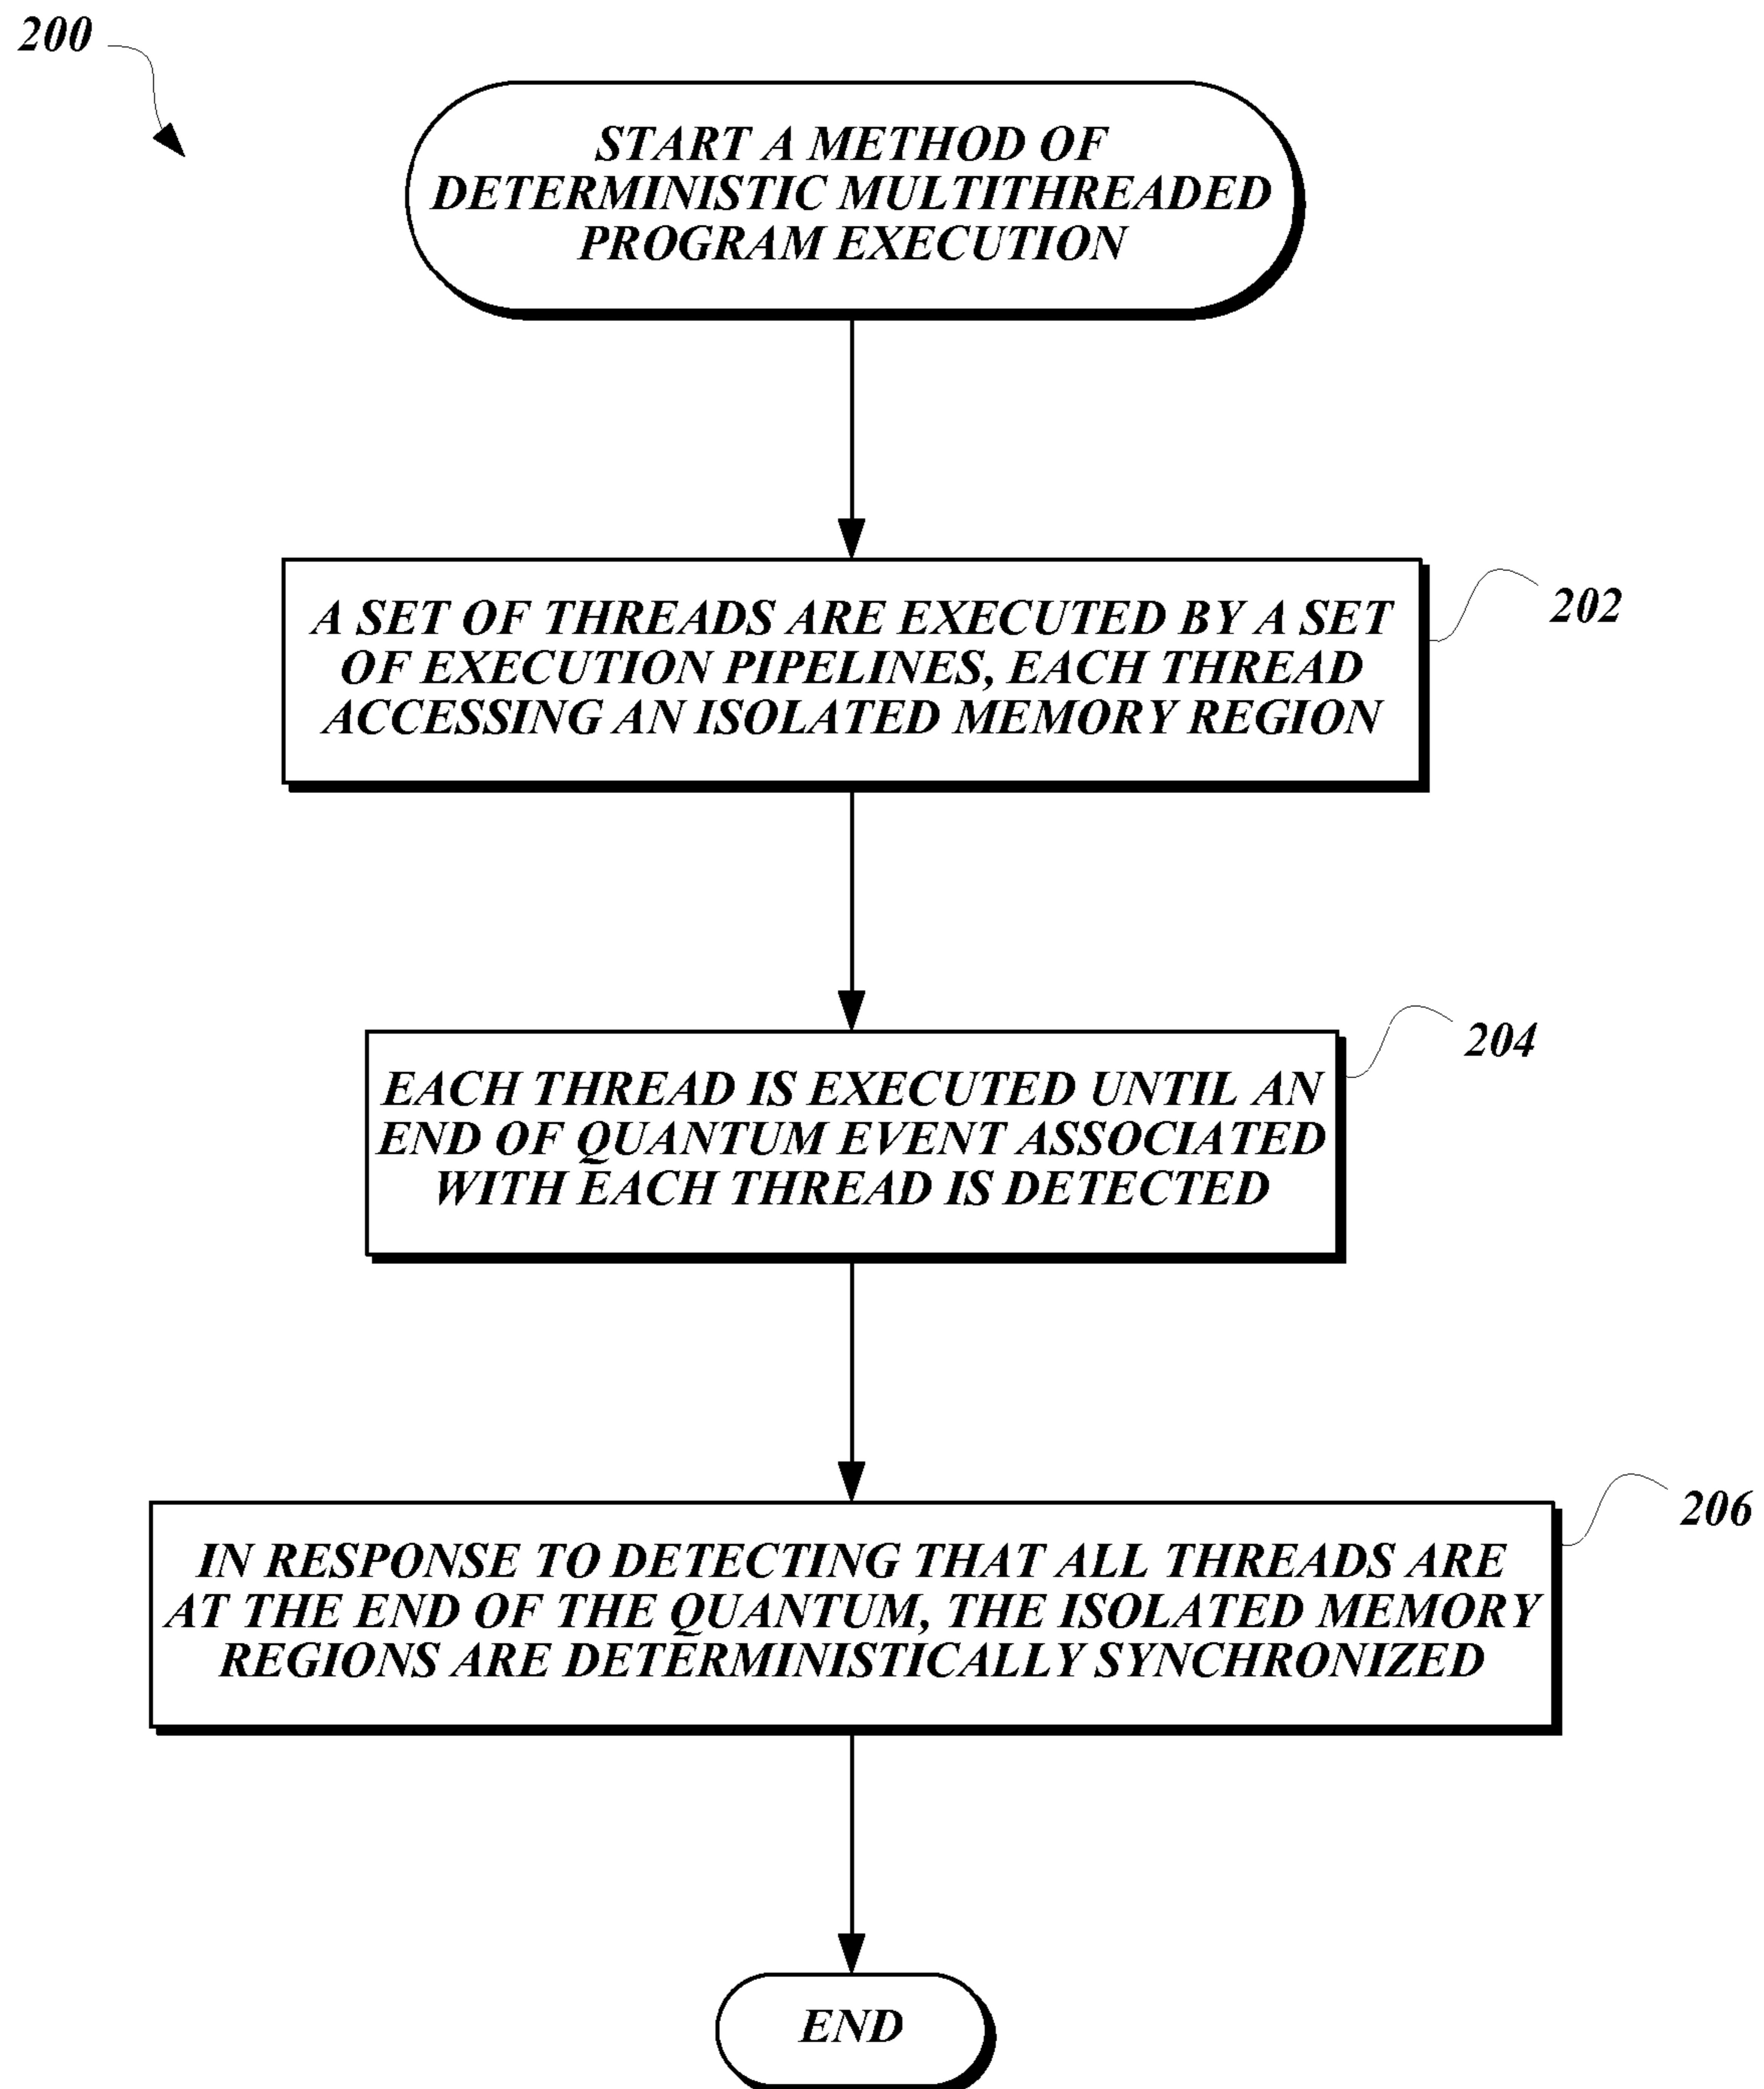 200
START A METHOD OF
DETERMINISTIC MULTITHREADED
PROGRAM EXECUTION
A SET OF THREADS ARE EXECUTED BY A SET
OF EXECUTION PIPELINES, EACH THREAD
ACCESSING AN ISOLATED MEMORY REGION
202
EACH THREAD IS EXECUTED UNTIL AN
END OF QUANTUM EVENT ASSOCIATED
WITH EACH THREAD IS DETECTED
204
IN RESPONSE TO DETECTING THAT ALL THREADS ARE
AT THE END OF THE QUANTUM, THE ISOLATED MEMORY
REGIONS ARE DETERMINISTICALLY SYNCHRONIZED
206
END